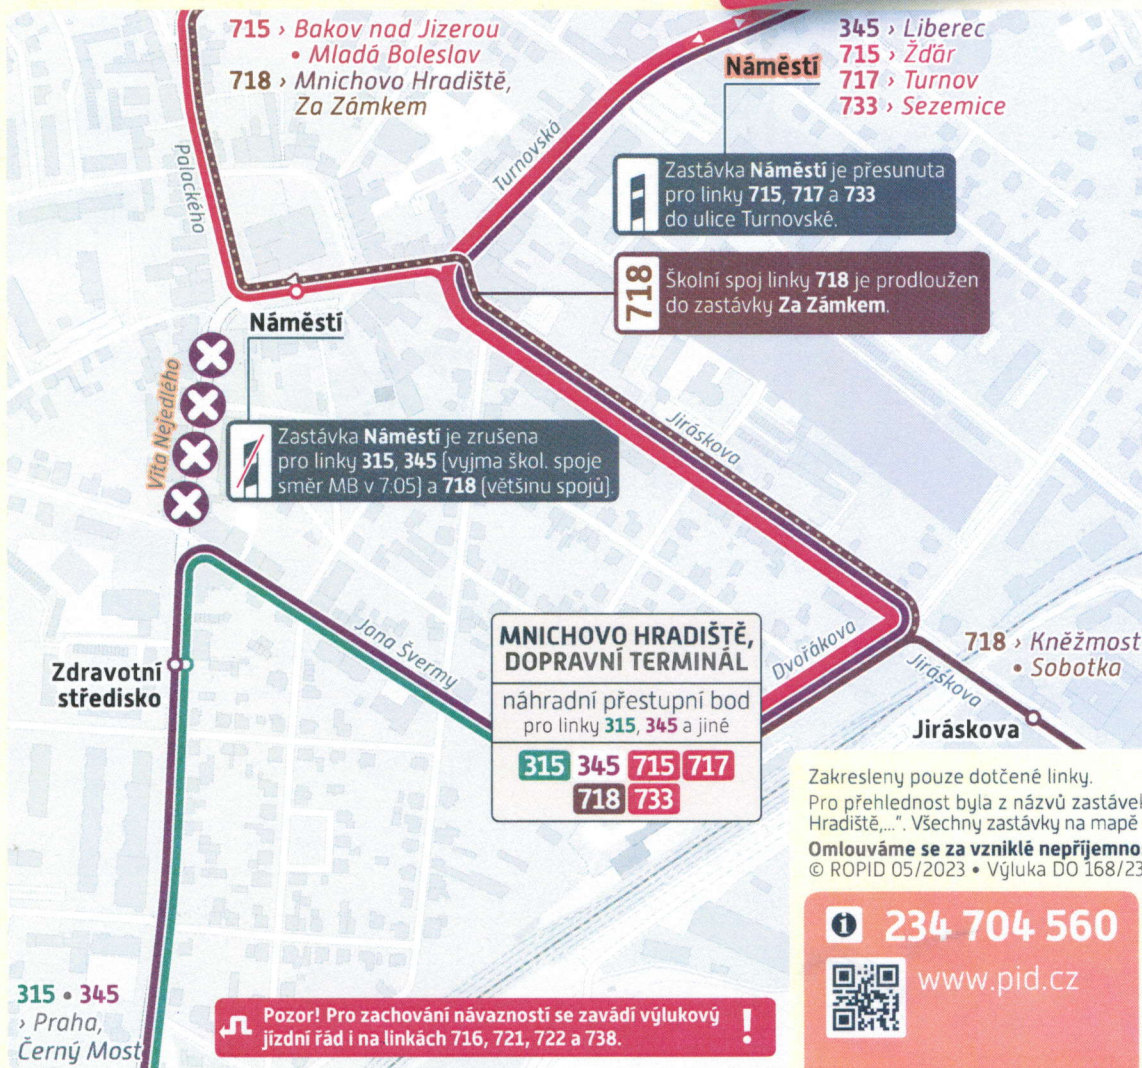 715 › Bakov nad Jizerou
• Mladá Boleslav
718 › Mnichovo Hradiště,
Za Zámkem
345 › Liberec
715 › Žďár
717 › Turnov
733 › Sezemice
Náměstí
Palackého
Turnovská
Zastávka Náměstí je přesunuta
pro linky 715, 717 a 733
do ulice Turnovské.
718
Školní spoj linky 718 je prodloužen
do zastávky Za Zámkem.
Náměstí
Víta Nejedlého
Zastávka Náměstí je zrušena
pro linky 315, 345 (vyjma škol. spoje
směr MB v 7:05) a 718 (většinu spojů).
Jiráskova
Jana Švermy
Zdravotní
středisko
MNICHOVO HRADIŠTĚ,
DOPRAVNÍ TERMINÁL
náhradní přestupní bod
pro linky 315, 345 a jiné
315 345 715 717
718 733
Dvořákova
Jiráskova
718 › Kněžmost
• Sobotka
Jiráskova
Zakresleny pouze dotčené linky.
Pro přehlednost byla z názvů
Hradiště,...“. Všechny zastávky na mapě
Omlouváme se za vzniklé
© ROPID 05/2023 • Výluka DO 168/23
234 704 560
www.pid.cz
315 • 345
› Praha,
Černý Most
Pozor! Pro zachování návazností se zavádí výlukový
jízdní řád i na linkách 716, 721, 722 a 738.
!